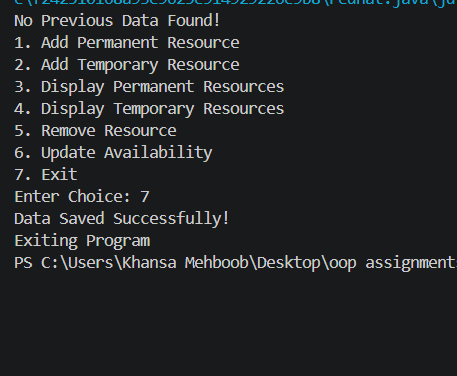 No Previous Data Found!
1. Add Permanent Resource
2. Add Temporary Resource
3. Display Permanent Resources
4. Display Temporary Resources
5. Remove Resource
6. Update Availability
7. Exit
Enter Choice: 7
Data Saved Successfully!
Exiting Program
PS C:\Users\Khansa Mehboob\Desktop\oop assignment